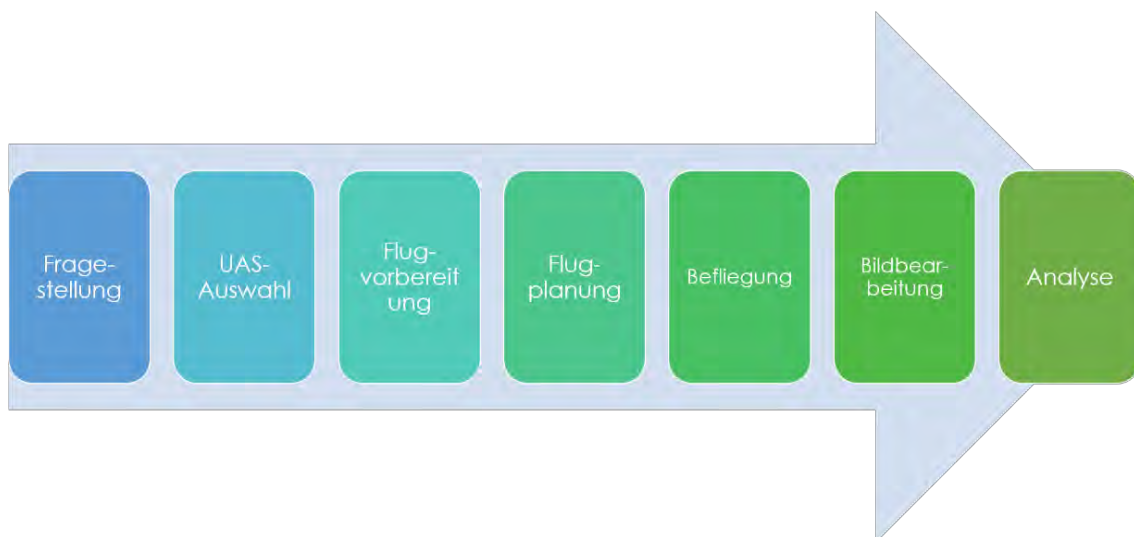 Frage-
stellung
UAS-
Auswahl
Flug-
vorbereit
ung
Flug-
planung
Befliegung
Bildbear-
beitung
Analyse